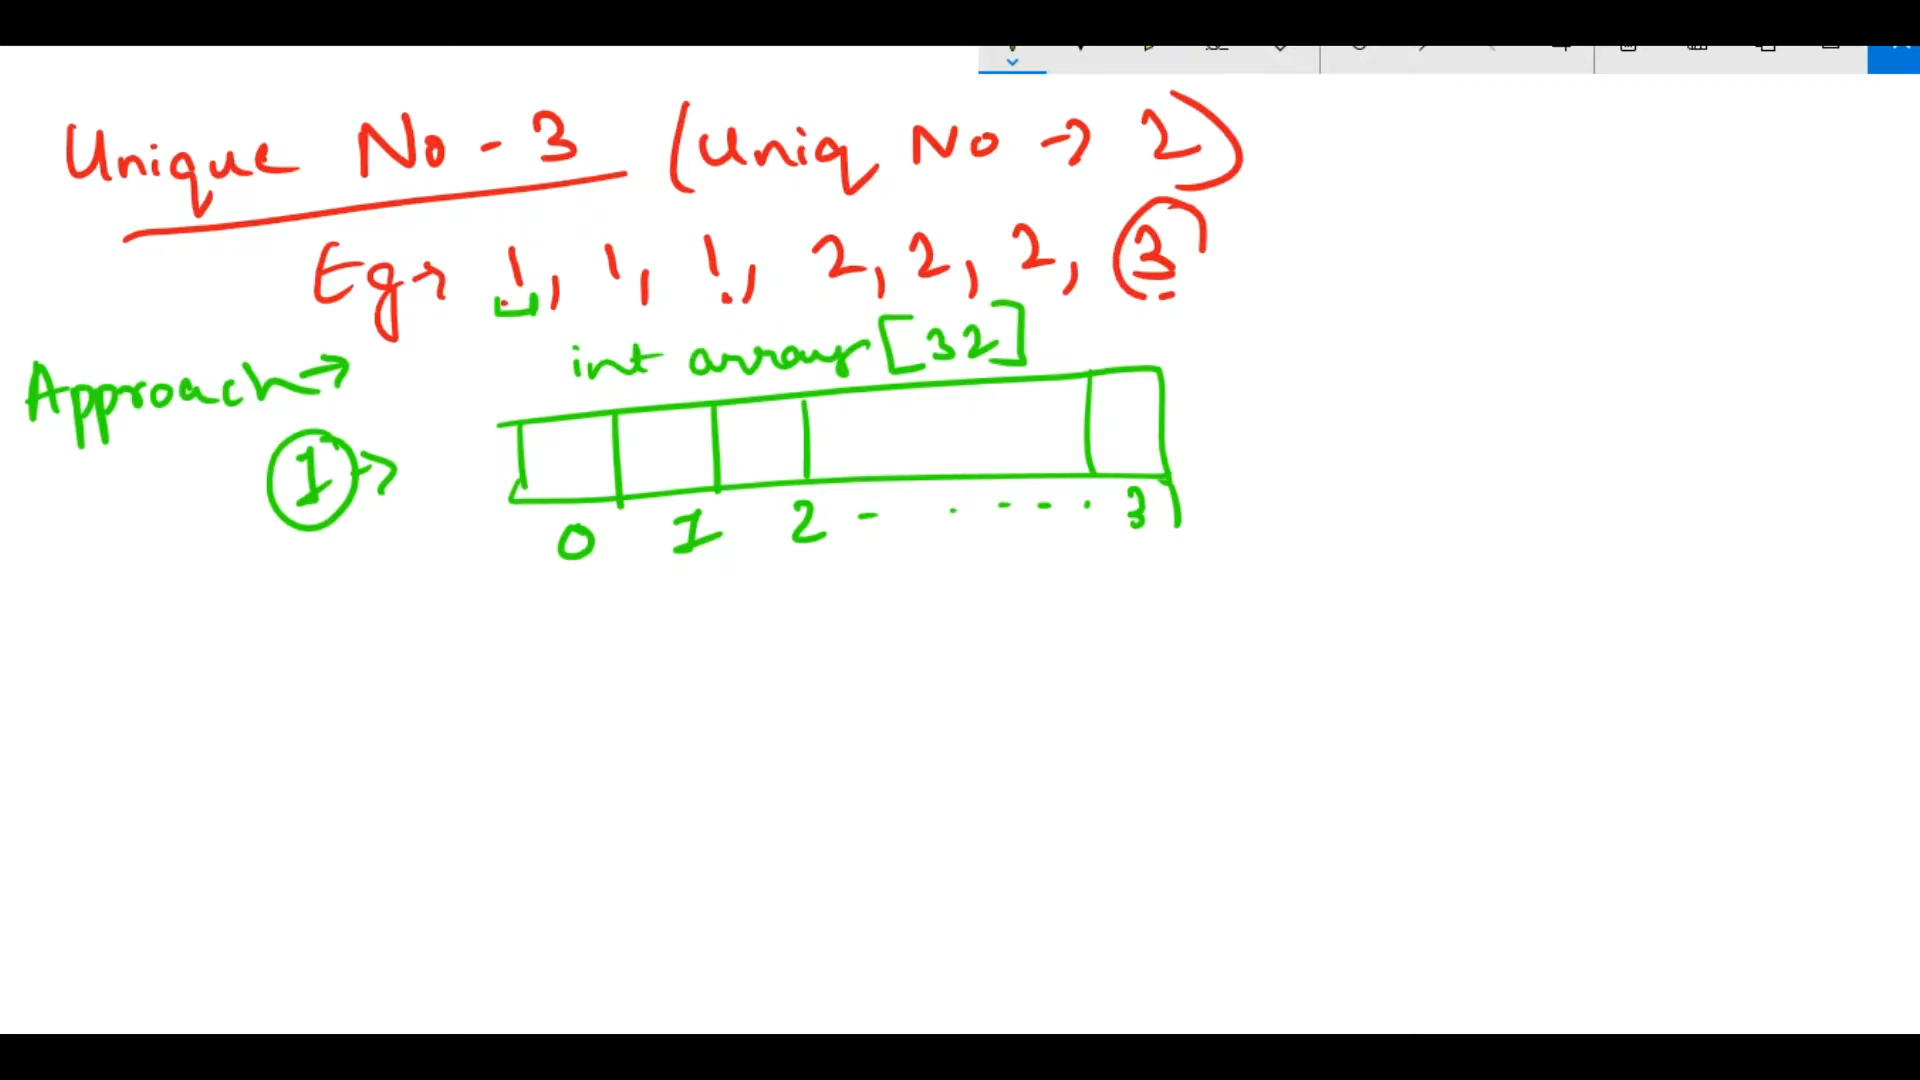 Unique No - 3 (Uniq No → 2)
Eg → 1, 1, 1, 2, 2, 2, 3
Approach →
int array [32]
1 →
0 1 2 - . - - - . 31